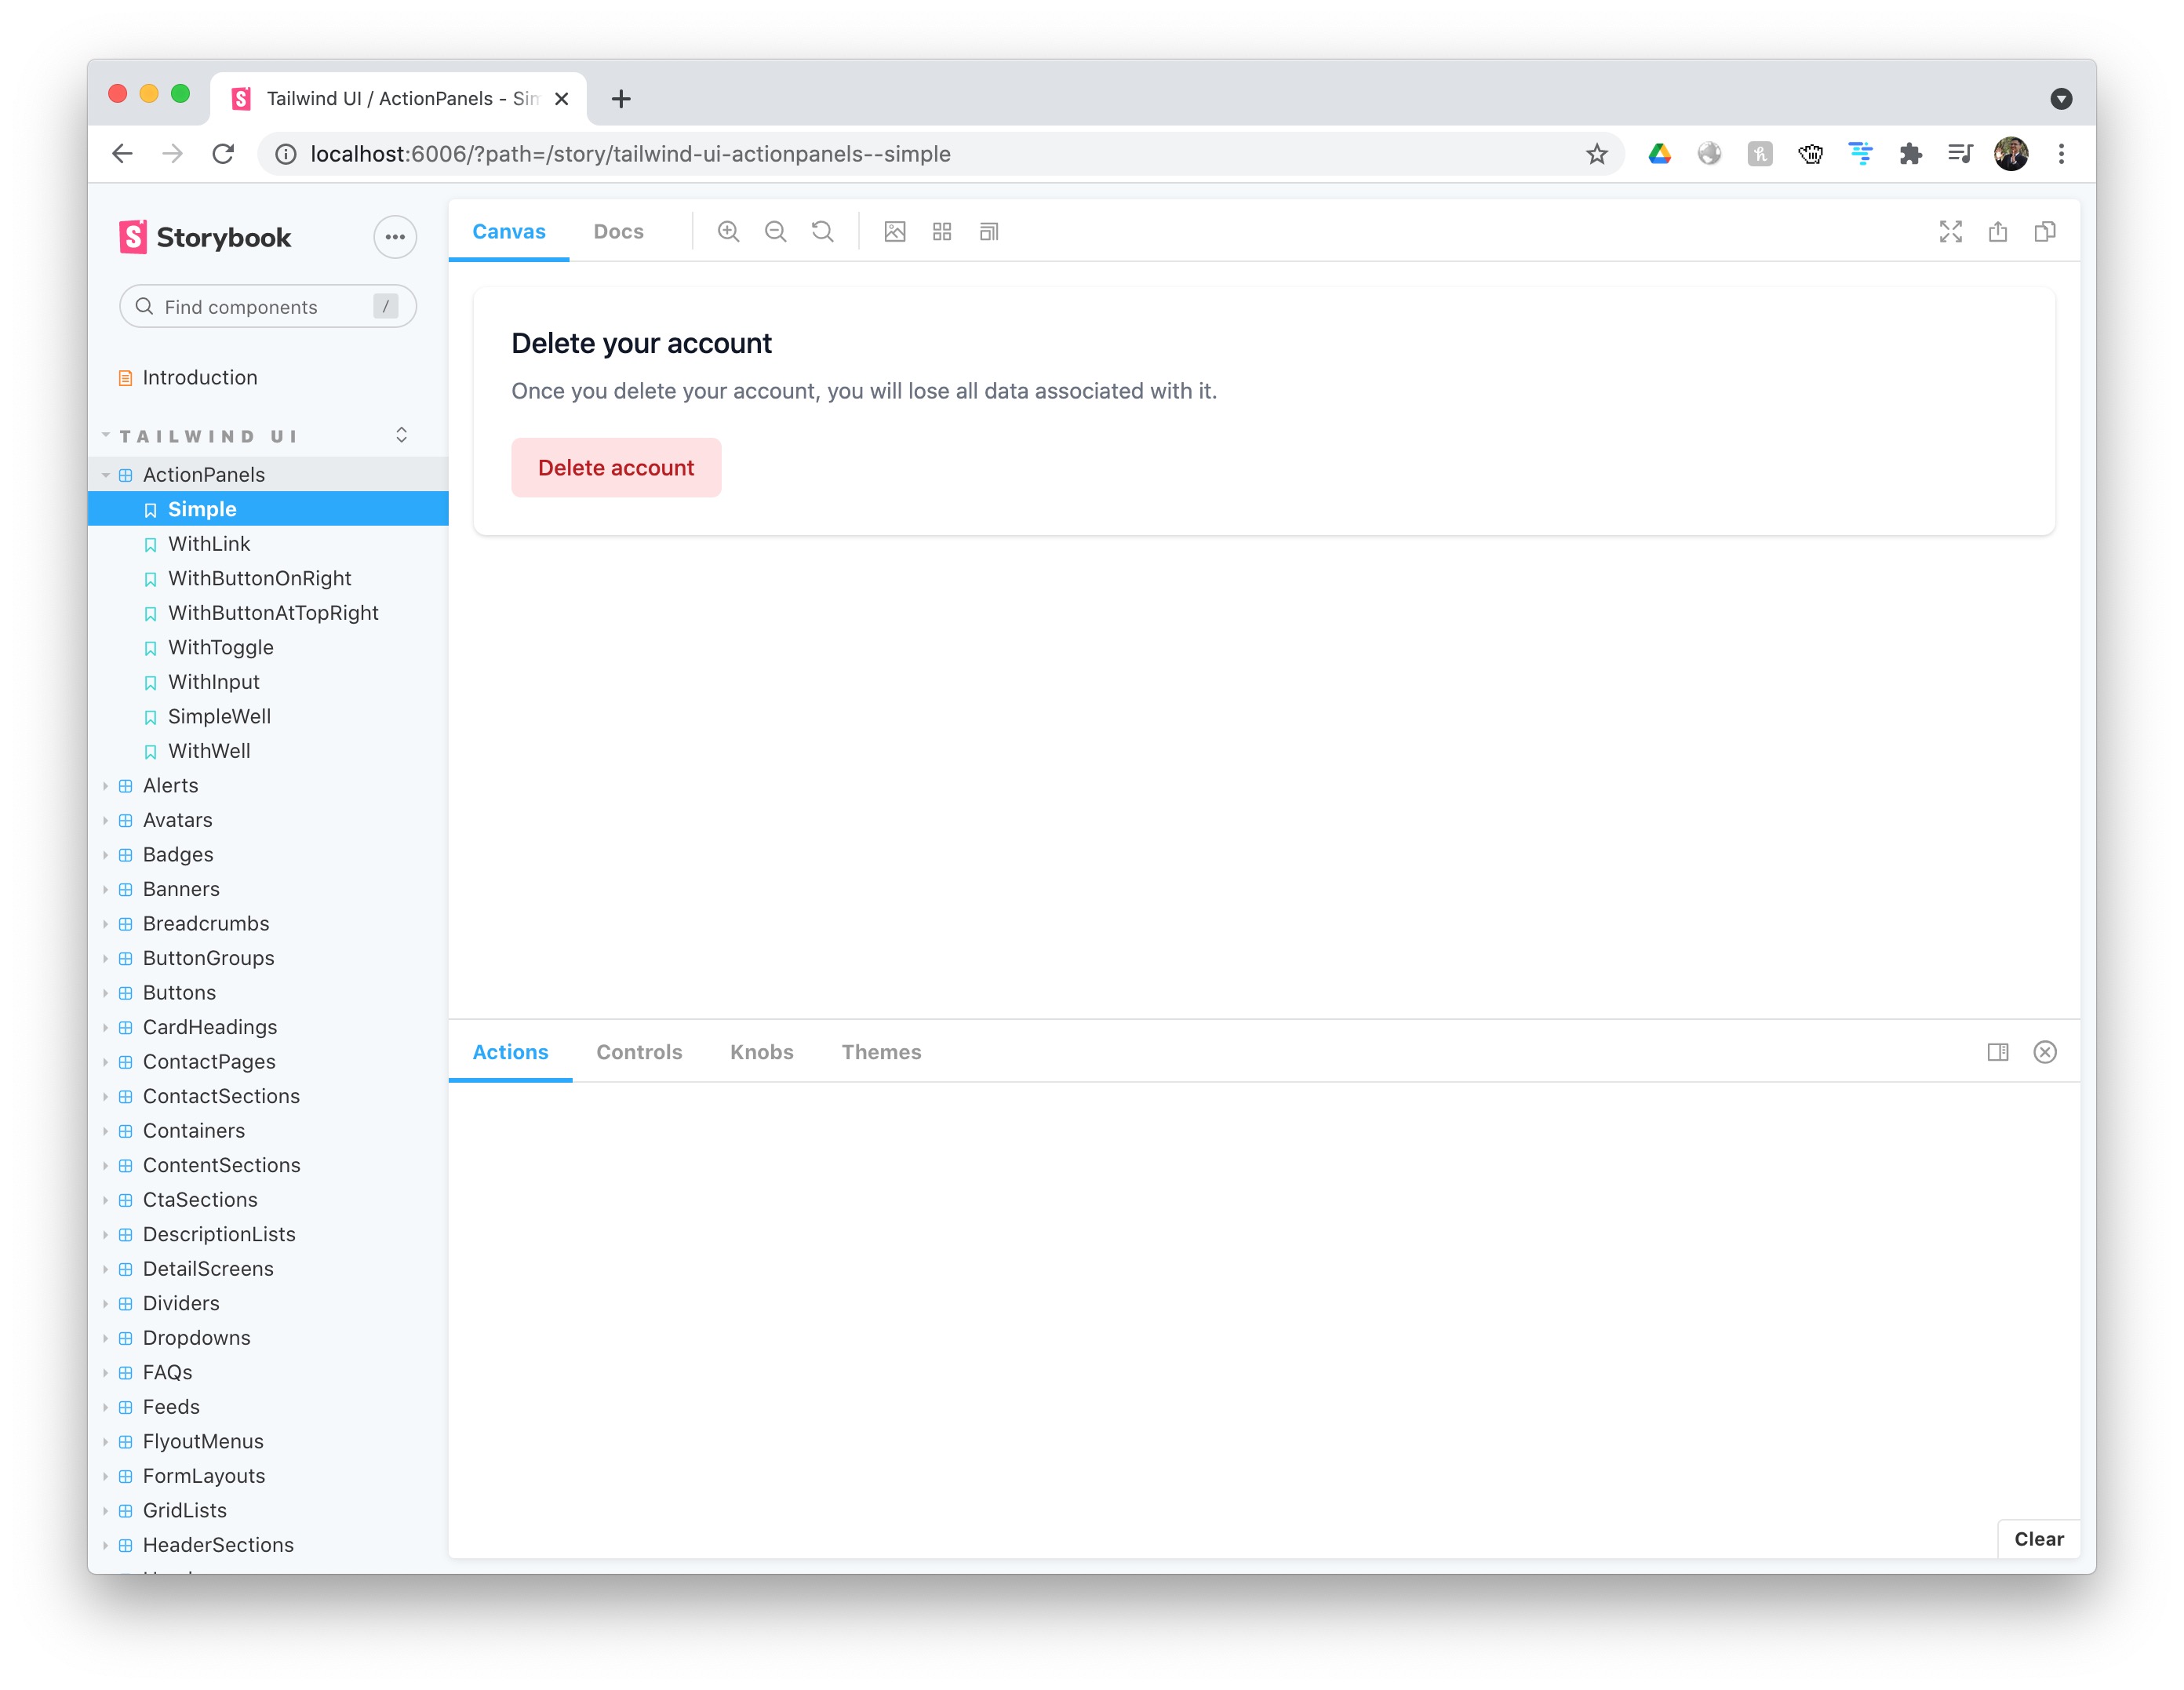 Tailwind UI / ActionPanels - Sim
localhost:6006/?path=/story/tailwind-ui-actionpanels--simple
Storybook
Find components /
Introduction
TAILWIND UI
ActionPanels
Simple
WithLink
WithButtonOnRight
WithButtonAtTopRight
WithToggle
WithInput
SimpleWell
WithWell
Alerts
Avatars
Badges
Banners
Breadcrumbs
ButtonGroups
Buttons
CardHeadings
ContactPages
ContactSections
Containers
ContentSections
CtaSections
DescriptionLists
DetailScreens
Dividers
Dropdowns
FAQs
Feeds
FlyoutMenus
FormLayouts
GridLists
HeaderSections
Canvas Docs
Delete your account
Once you delete your account, you will lose all data associated with it.
Delete account
Actions Controls Knobs Themes
Clear